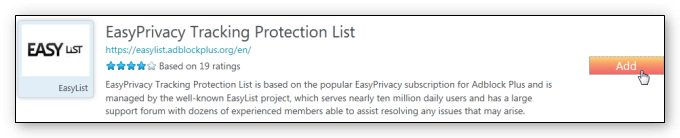 EasyPrivacy Tracking Protection List
https://easylist.adblockplus.org/en/
EASY LIST
Based on 19 ratings
Add
EasyList
EasyPrivacy Tracking Protection List is based on the popular EasyPrivacy subscription for Adblock Plus and is
managed by the well-known EasyList project, which serves nearly ten million daily users and has a large
support forum with dozens of experienced members able to assist resolving any issues that may arise.